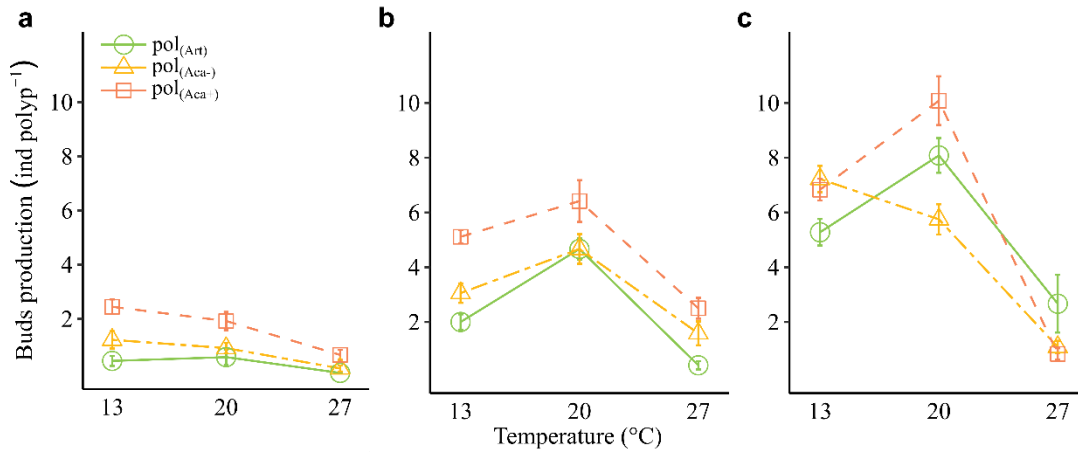 a
b
c
pol(Art)
pol(Aca-)
pol(Aca+)
Buds production (ind polyp⁻¹)
10
8
6
4
2
10
8
6
4
2
10
8
6
4
2
13 20 27
13 20 27
13 20 27
Temperature (°C)